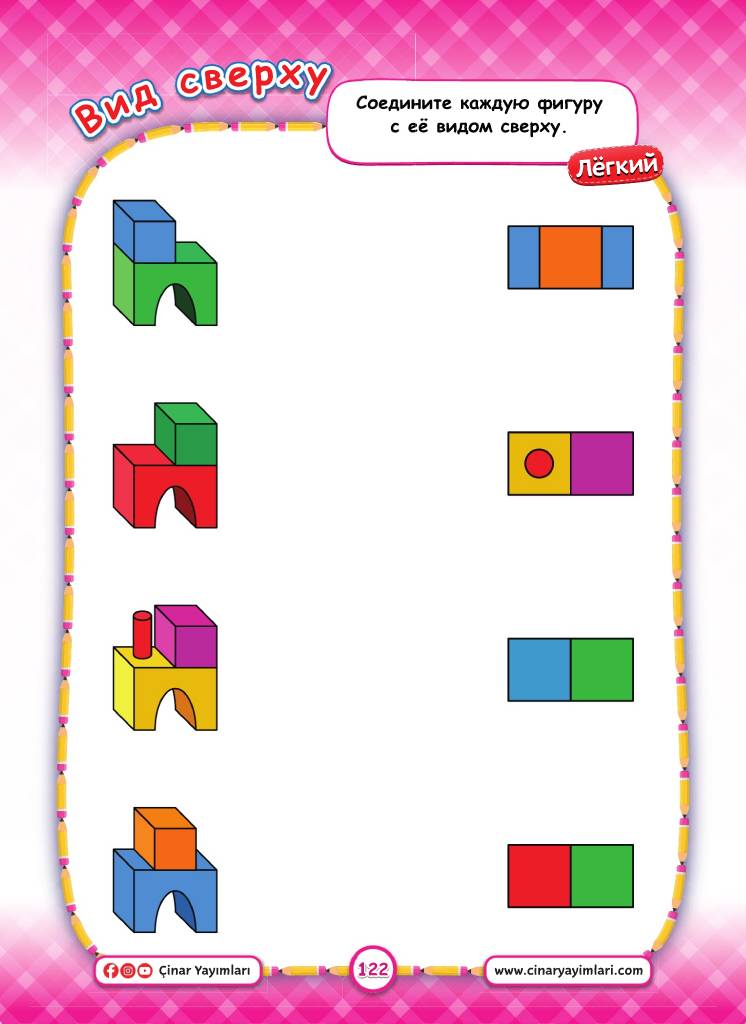 Вид сверху
Соедините каждую фигуру
с её видом сверху.
Лёгкий
Çinar Yayımları
122
www.cinaryayimlari.com